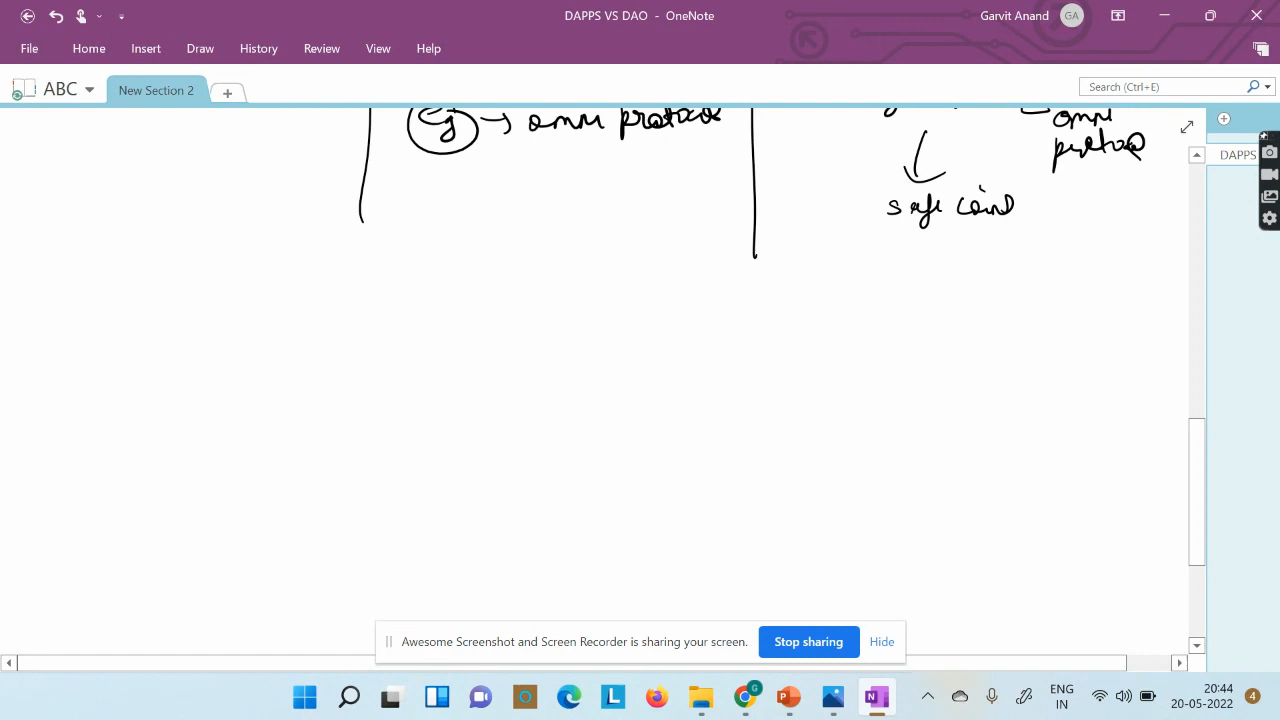 DAPPS VS DAO - OneNote
Garvit Anand
GA
File
Home
Insert
Draw
History
Review
View
Help
ABC
New Section 2
Search (Ctrl+E)
Eg → omni protocol
omni
protocol
DAPPS
safe coins
Awesome Screenshot and Screen Recorder is sharing your screen.
Stop sharing
Hide
G
ENG
IN
20:44
20-05-2022
4